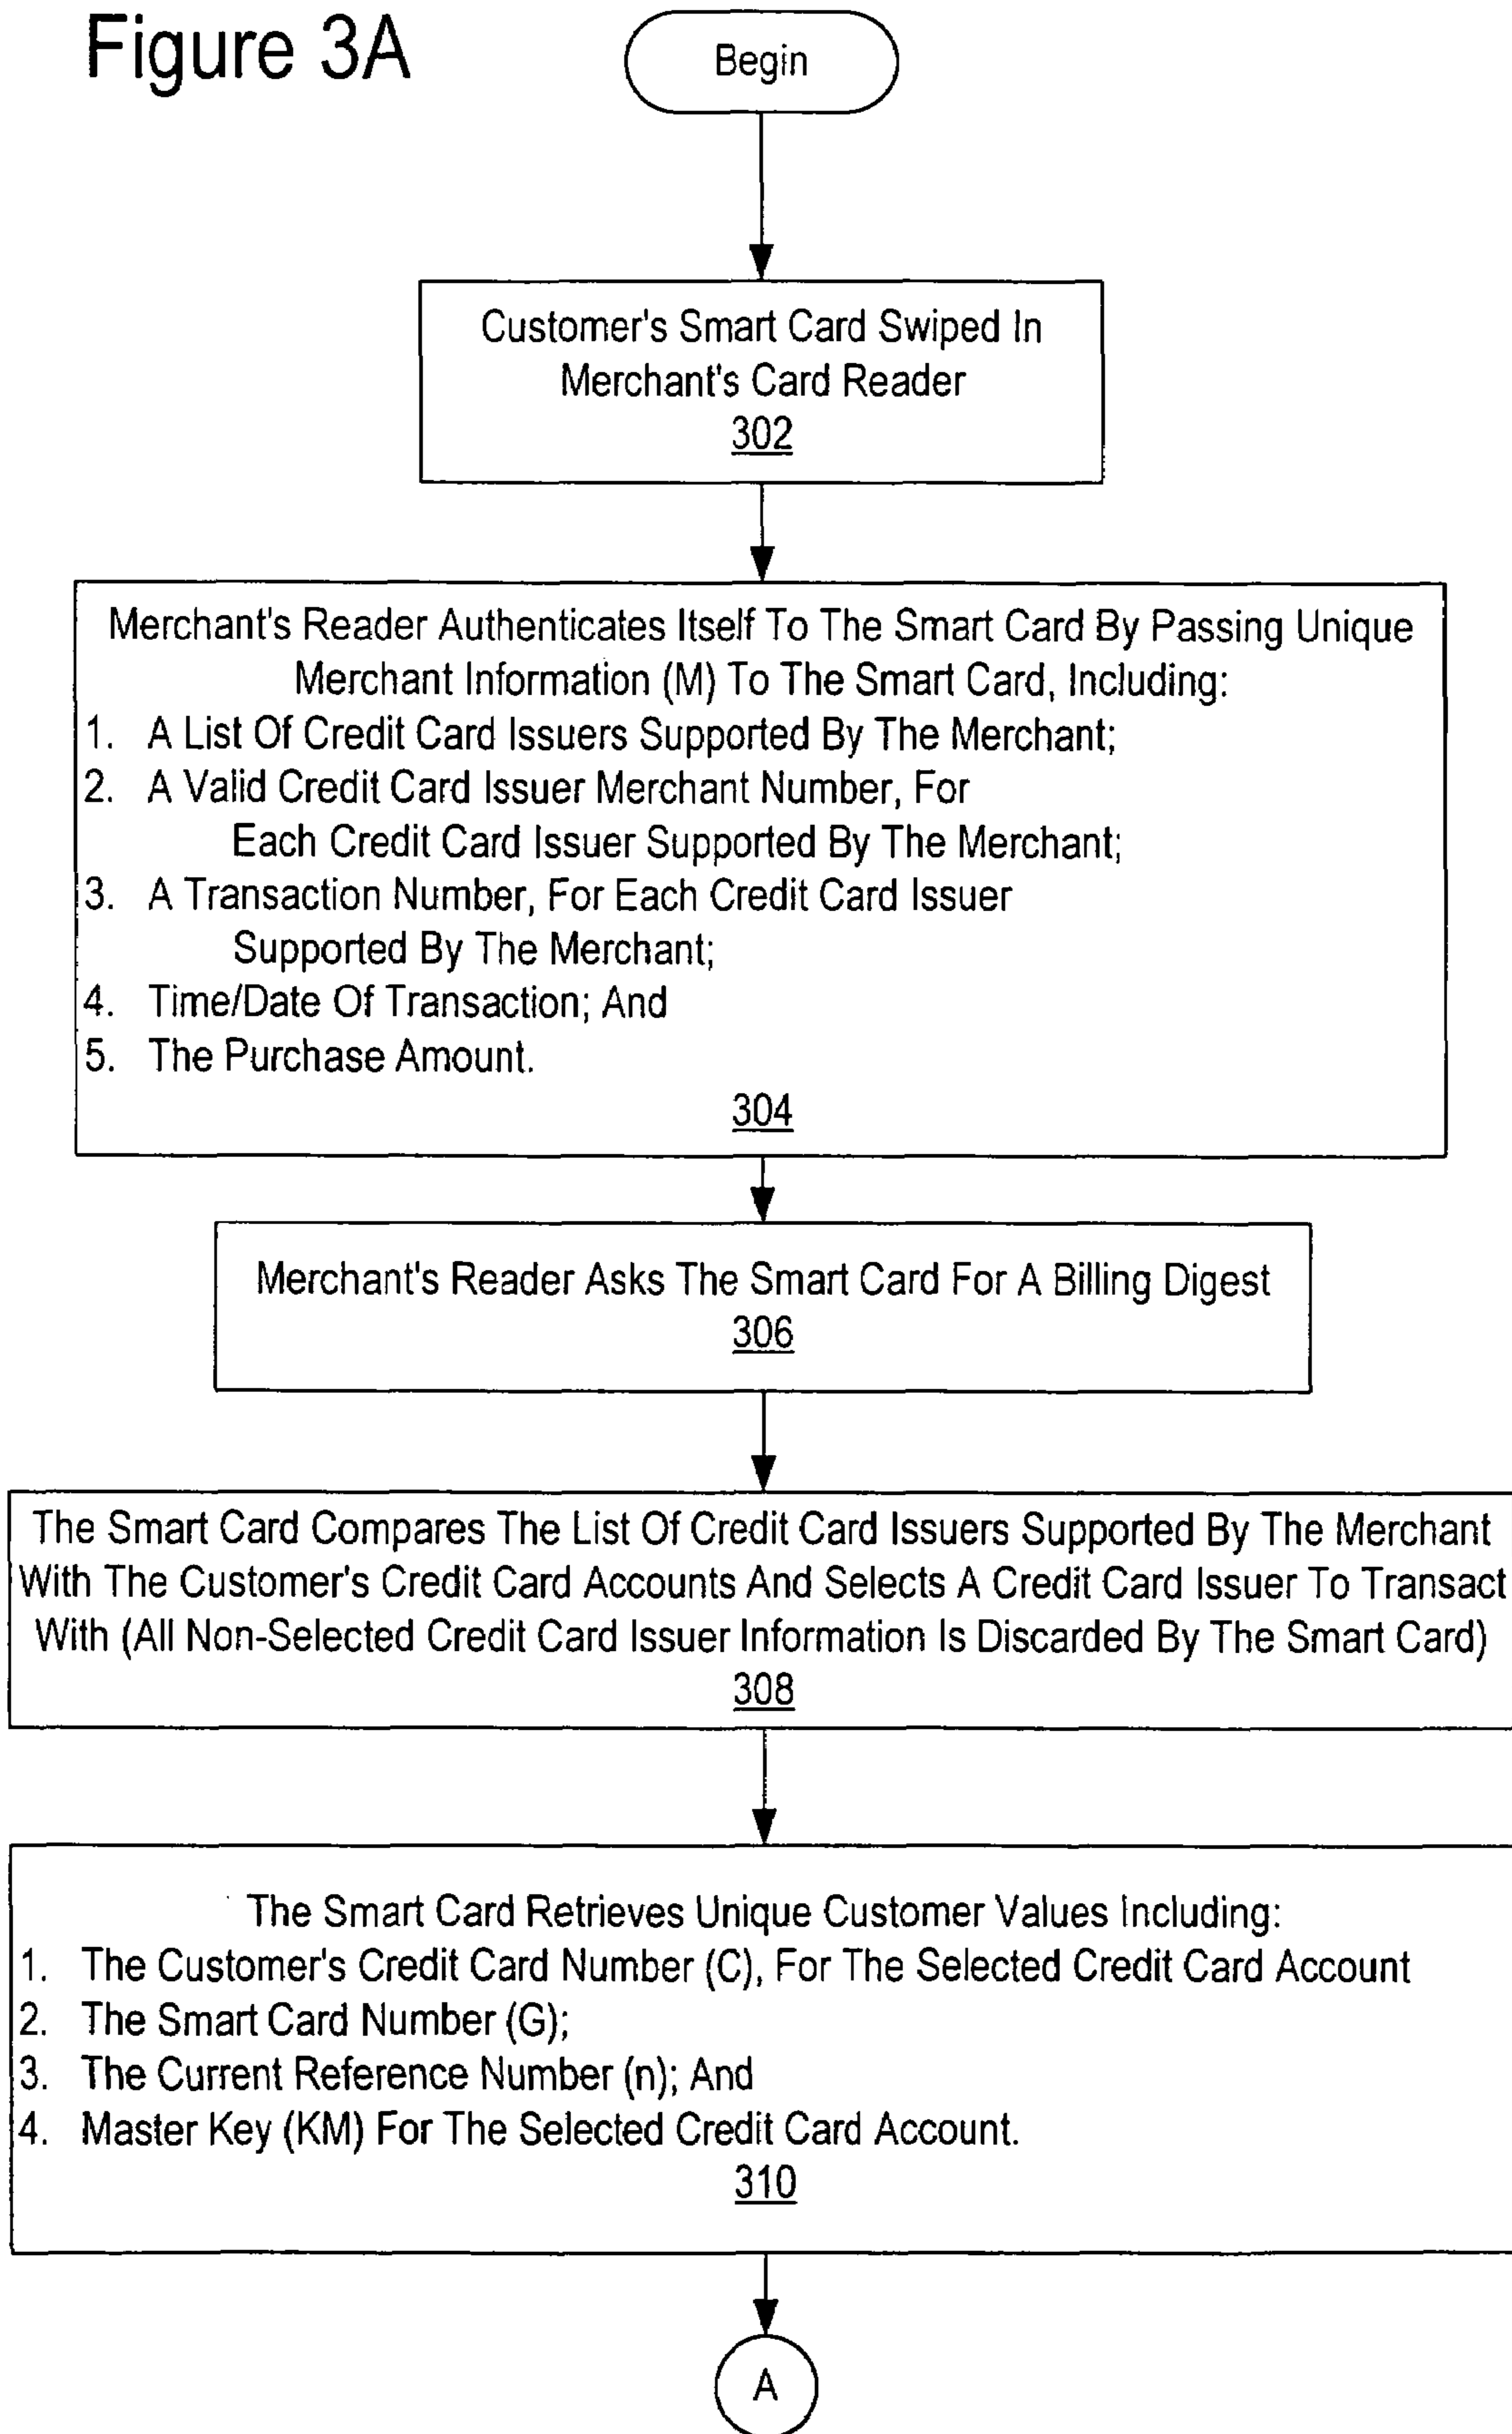 Figure 3A
Begin
Customer's Smart Card Swiped In
Merchant's Card Reader
302
Merchant's Reader Authenticates Itself To The Smart Card By Passing Unique
Merchant Information (M) To The Smart Card, Including:
1. A List Of Credit Card Issuers Supported By The Merchant;
2. A Valid Credit Card Issuer Merchant Number, For
Each Credit Card Issuer Supported By The Merchant;
3. A Transaction Number, For Each Credit Card Issuer
Supported By The Merchant;
4. Time/Date Of Transaction; And
5. The Purchase Amount.
304
Merchant's Reader Asks The Smart Card For A Billing Digest
306
The Smart Card Compares The List Of Credit Card Issuers Supported By The Merchant
With The Customer's Credit Card Accounts And Selects A Credit Card Issuer To Transact
With (All Non-Selected Credit Card Issuer Information Is Discarded By The Smart Card)
308
The Smart Card Retrieves Unique Customer Values Including:
1. The Customer's Credit Card Number (C), For The Selected Credit Card Account
2. The Smart Card Number (G);
3. The Current Reference Number (n); And
4. Master Key (KM) For The Selected Credit Card Account.
310
A